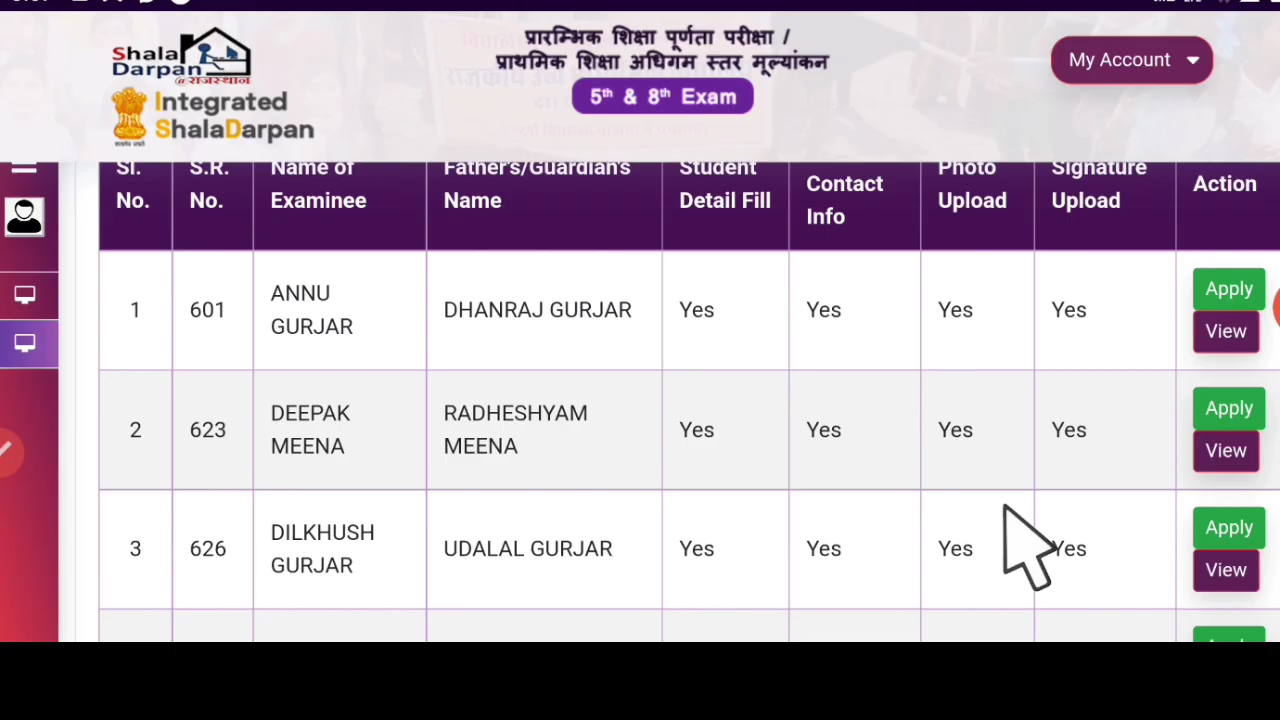 Shala
Darpan
@राजस्थान
Integrated
ShalaDarpan
प्रारम्भिक शिक्षा पूर्णता परीक्षा /
प्राथमिक शिक्षा अधिगम स्तर मूल्यांकन
5th & 8th Exam
My Account
Sl. No.
S.R. No.
Name of Examinee
Father's/Guardian's Name
Student Detail Fill
Contact Info
Photo Upload
Signature Upload
Action
1 601 ANNU GURJAR DHANRAJ GURJAR Yes Yes Yes Yes Apply View
2 623 DEEPAK MEENA RADHESHYAM MEENA Yes Yes Yes Yes Apply View
3 626 DILKHUSH GURJAR UDALAL GURJAR Yes Yes Yes Yes Apply View